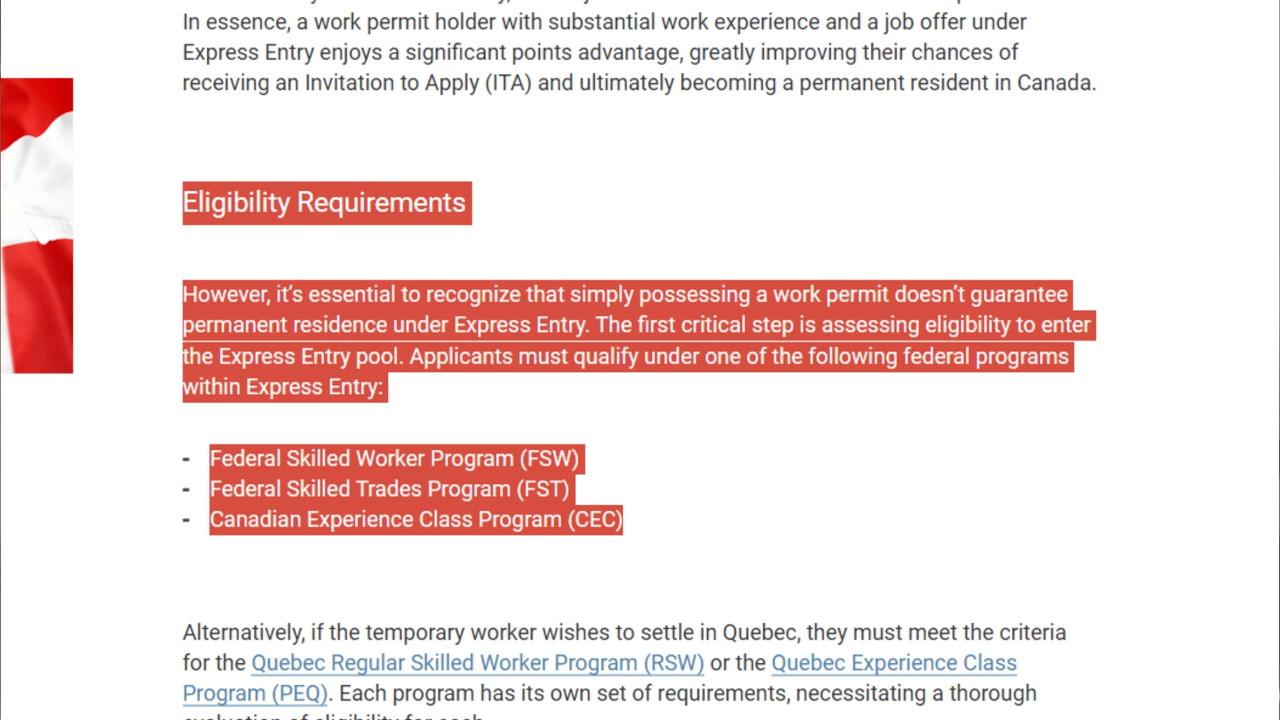 In essence, a work permit holder with substantial work experience and a job offer under
Express Entry enjoys a significant points advantage, greatly improving their chances of
receiving an Invitation to Apply (ITA) and ultimately becoming a permanent resident in Canada.
Eligibility Requirements
However, it’s essential to recognize that simply possessing a work permit doesn’t guarantee
permanent residence under Express Entry. The first critical step is assessing eligibility to enter
the Express Entry pool. Applicants must qualify under one of the following federal programs
within Express Entry:
- Federal Skilled Worker Program (FSW)
- Federal Skilled Trades Program (FST)
- Canadian Experience Class Program (CEC)
Alternatively, if the temporary worker wishes to settle in Quebec, they must meet the criteria
for the Quebec Regular Skilled Worker Program (RSW) or the Quebec Experience Class
Program (PEQ). Each program has its own set of requirements, necessitating a thorough
evaluation of eligibility for each.